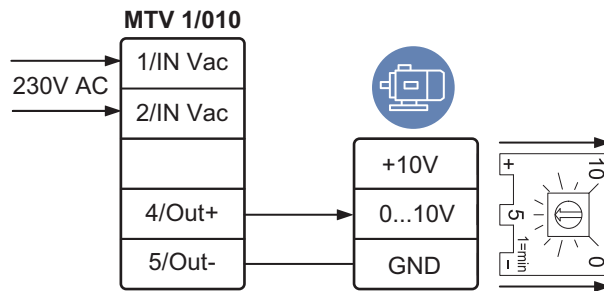 MTV 1/010
230V AC
1/IN Vac
2/IN Vac
4/Out+
5/Out-
+10V
0...10V
GND
+
5
-
1=min
10
0